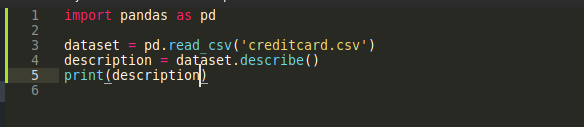 1 import pandas as pd
2
3 dataset = pd.read_csv('creditcard.csv')
4 description = dataset.describe()
5 print(description)
6